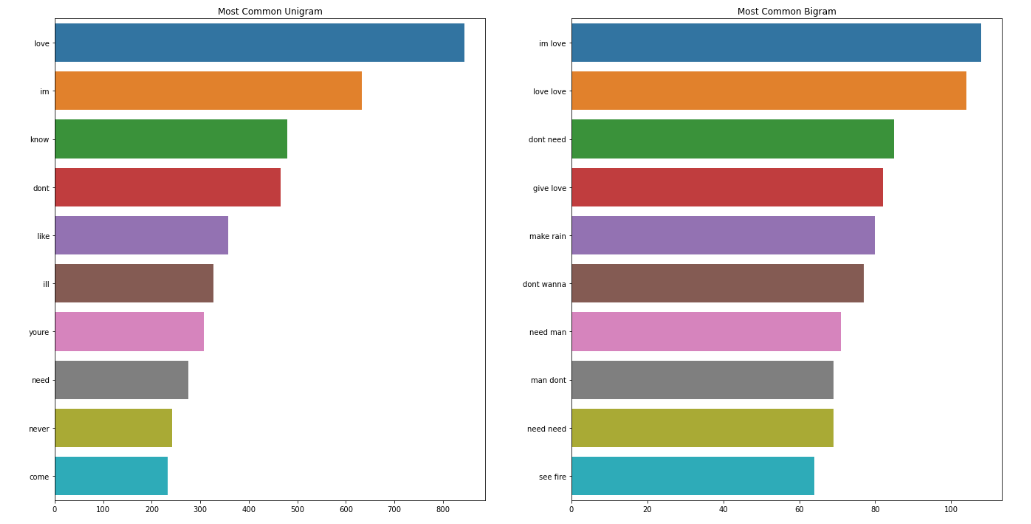 Most Common Unigram
love
im
know
dont
like
ill
youre
need
never
come
0 100 200 300 400 500 600 700 800
Most Common Bigram
im love
love love
dont need
give love
make rain
dont wanna
need man
man dont
need need
see fire
0 20 40 60 80 100